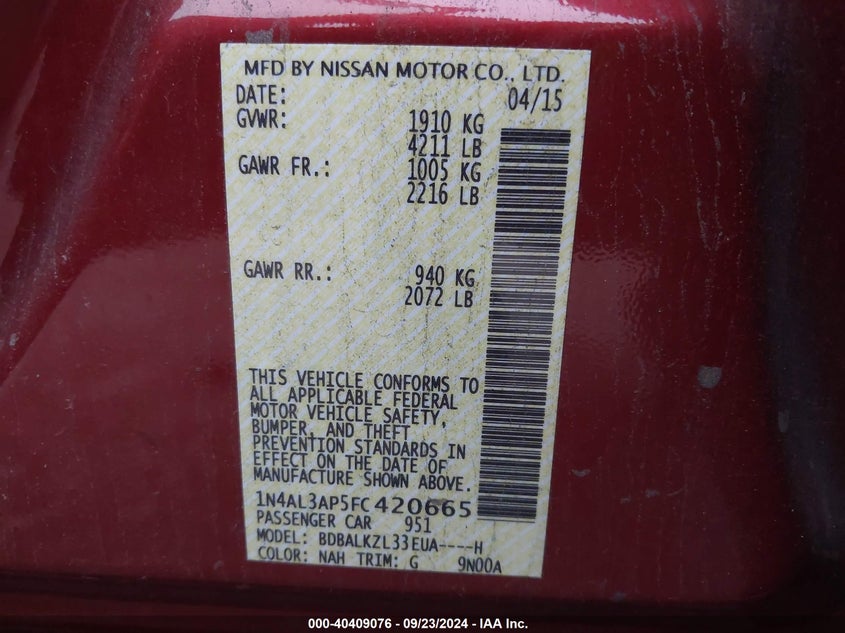 MFD BY NISSAN MOTOR CO., LTD.
DATE: 04/15
GVWR: 1910 KG
4211 LB
GAWR FR.: 1005 KG
2216 LB
GAWR RR.: 940 KG
2072 LB
THIS VEHICLE CONFORMS TO
ALL APPLICABLE FEDERAL
MOTOR VEHICLE SAFETY,
BUMPER, AND THEFT
PREVENTION STANDARDS IN
EFFECT ON THE DATE OF
MANUFACTURE SHOWN ABOVE.
1N4AL3AP5FC420665
PASSENGER CAR 951
MODEL: BDBALKZL33EUA----H
COLOR: NAH TRIM: G 9N00A
000-40409076 - 09/23/2024 - IAA Inc.